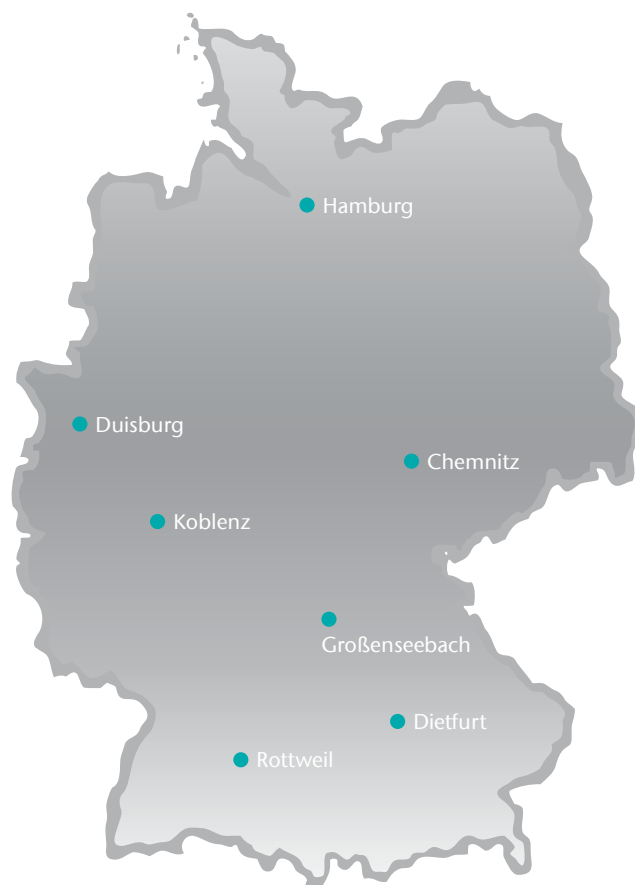 Hamburg
Duisburg
Chemnitz
Koblenz
Großenseebach
Dietfurt
Rottweil